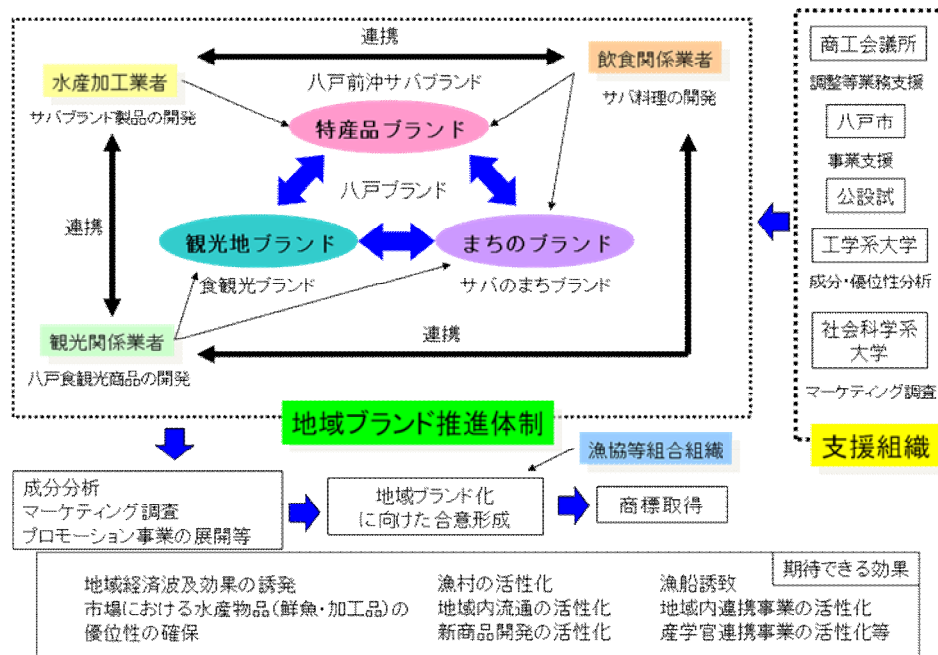 連携
水産加工業者
サバブランド製品の開発
八戸前沖サバブランド
飲食関係業者
サバ料理の開発
特産品ブランド
八戸ブランド
連携
観光地ブランド
まちのブランド
食観光ブランド
サバのまちブランド
観光関係業者
八戸食観光商品の開発
連携
地域ブランド推進体制
商工会議所
調整等業務支援
八戸市
事業支援
公設試
工学系大学
成分・優位性分析
社会科学系
大学
マーケティング調査
支援組織
成分分析
マーケティング調査
プロモーション事業の展開等
漁協等組合組織
地域ブランド化
に向けた合意形成
商標取得
期待できる効果
地域経済波及効果の誘発
市場における水産物品(鮮魚・加工品)の
優位性の確保
漁村の活性化
地域内流通の活性化
新商品開発の活性化
漁船誘致
地域内連携事業の活性化
産学官連携事業の活性化等